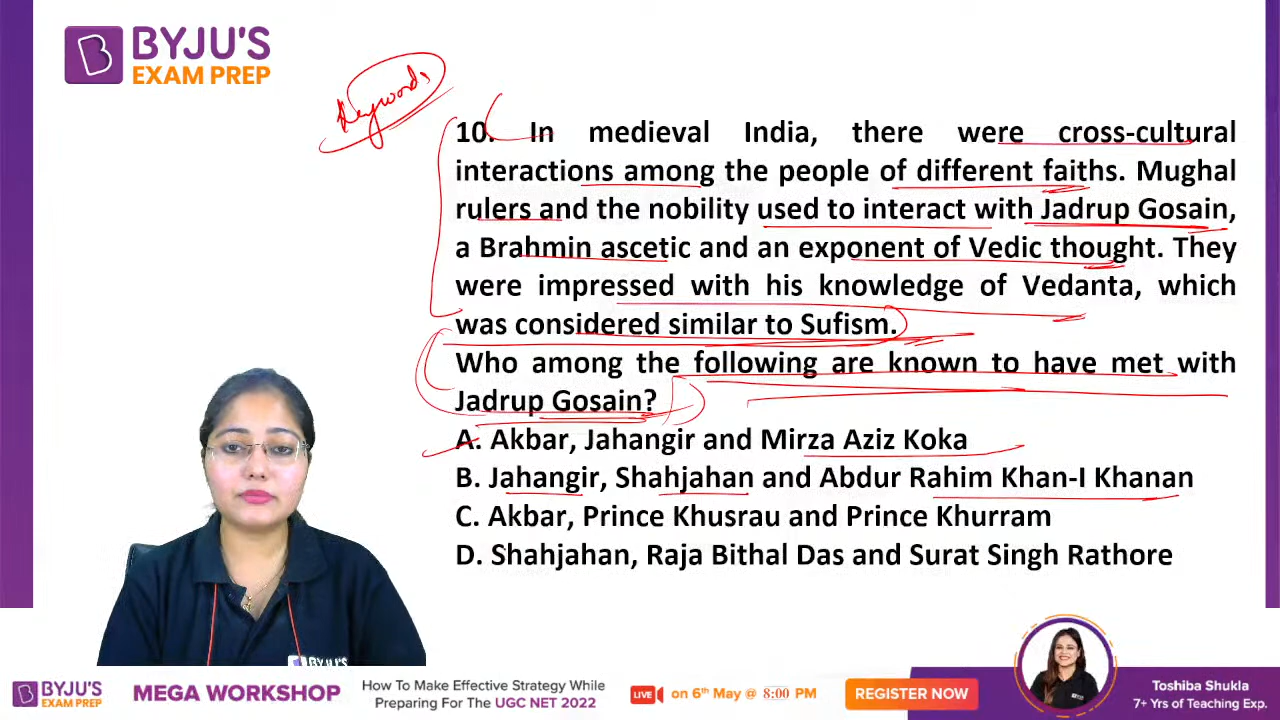 BYJU'S
EXAM PREP
Keywords
10. In medieval India, there were cross-cultural
interactions among the people of different faiths. Mughal
rulers and the nobility used to interact with Jadrup Gosain,
a Brahmin ascetic and an exponent of Vedic thought. They
were impressed with his knowledge of Vedanta, which
was considered similar to Sufism.
Who among the following are known to have met with
Jadrup Gosain?
A. Akbar, Jahangir and Mirza Aziz Koka
B. Jahangir, Shahjahan and Abdur Rahim Khan-I Khanan
C. Akbar, Prince Khusrau and Prince Khurram
D. Shahjahan, Raja Bithal Das and Surat Singh Rathore
BYJU'S
BYJU'S
EXAM PREP
MEGA WORKSHOP
How To Make Effective Strategy While
Preparing For The UGC NET 2022
LIVE on 6th May @ 8:00 PM
REGISTER NOW
Toshiba Shukla
7+ Yrs of Teaching Exp.